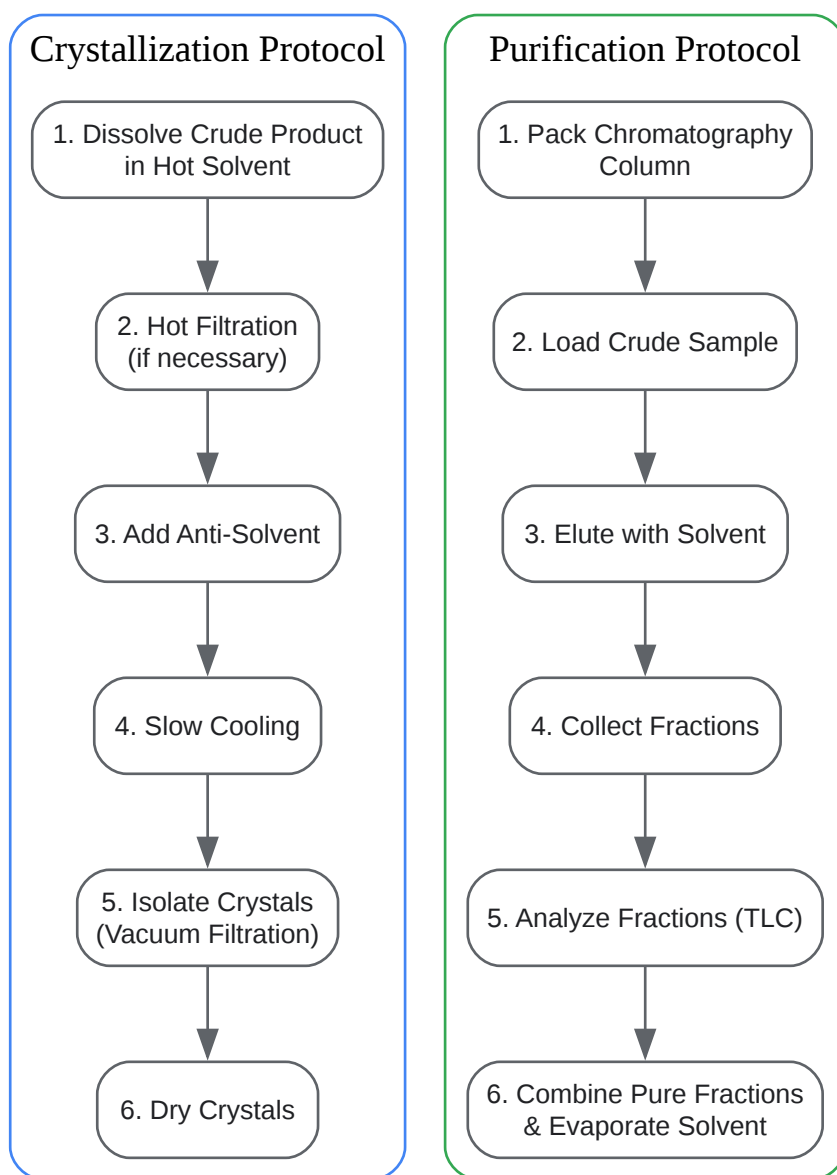 Crystallization Protocol
1. Dissolve Crude Product
in Hot Solvent
2. Hot Filtration
(if necessary)
3. Add Anti-Solvent
4. Slow Cooling
5. Isolate Crystals
(Vacuum Filtration)
6. Dry Crystals
Purification Protocol
1. Pack Chromatography
Column
2. Load Crude Sample
3. Elute with Solvent
4. Collect Fractions
5. Analyze Fractions (TLC)
6. Combine Pure Fractions
& Evaporate Solvent